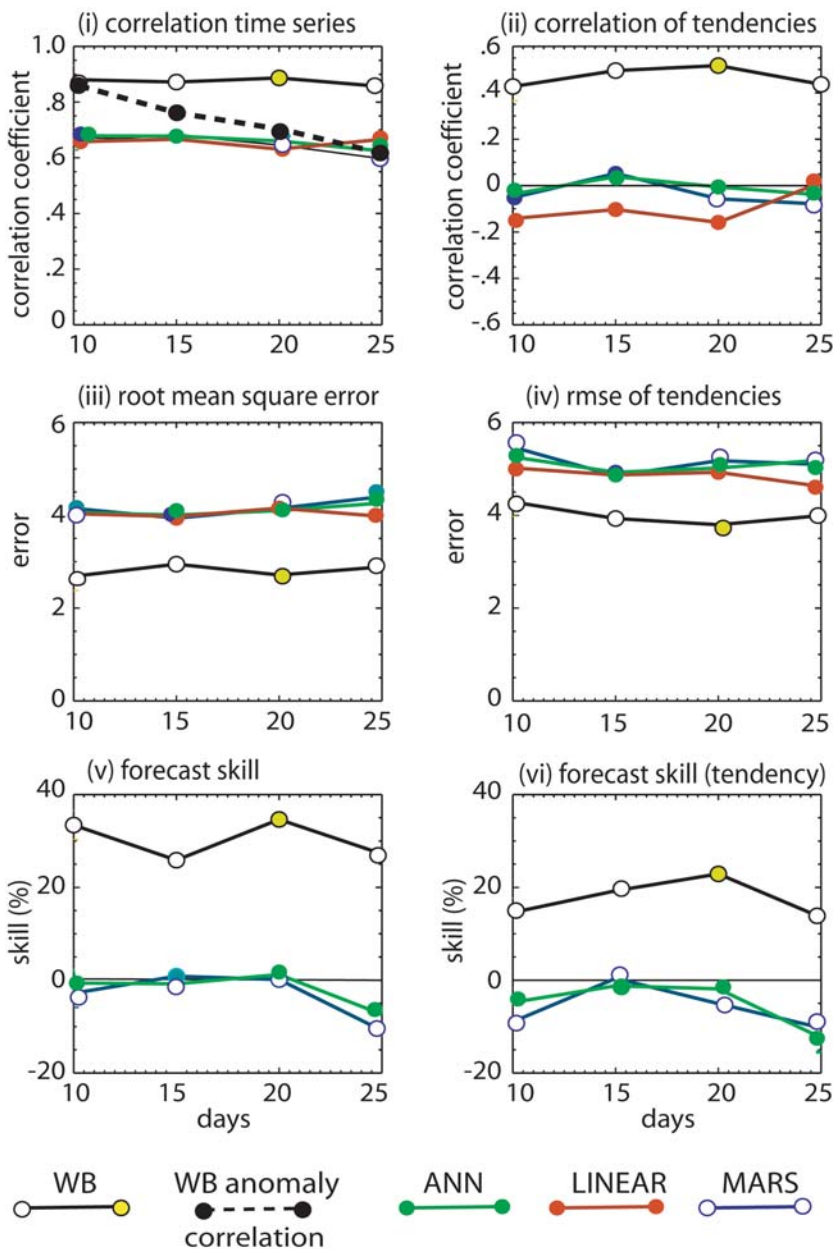 (i) correlation time series
correlation coefficient
1.0
.8
.6
.4
.2
0
10 15 20 25
(ii) correlation of tendencies
correlation coefficient
.6
.4
.2
0
-.2
-.4
-.6
10 15 20 25
(iii) root mean square error
error
6
4
2
0
10 15 20 25
(iv) rmse of tendencies
error
6
4
2
0
10 15 20 25
(v) forecast skill
skill (%)
40
20
0
-20
10 15 20 25
days
(vi) forecast skill (tendency)
skill (%)
40
20
0
-20
10 15 20 25
days
WB
WB anomaly
correlation
ANN
LINEAR
MARS